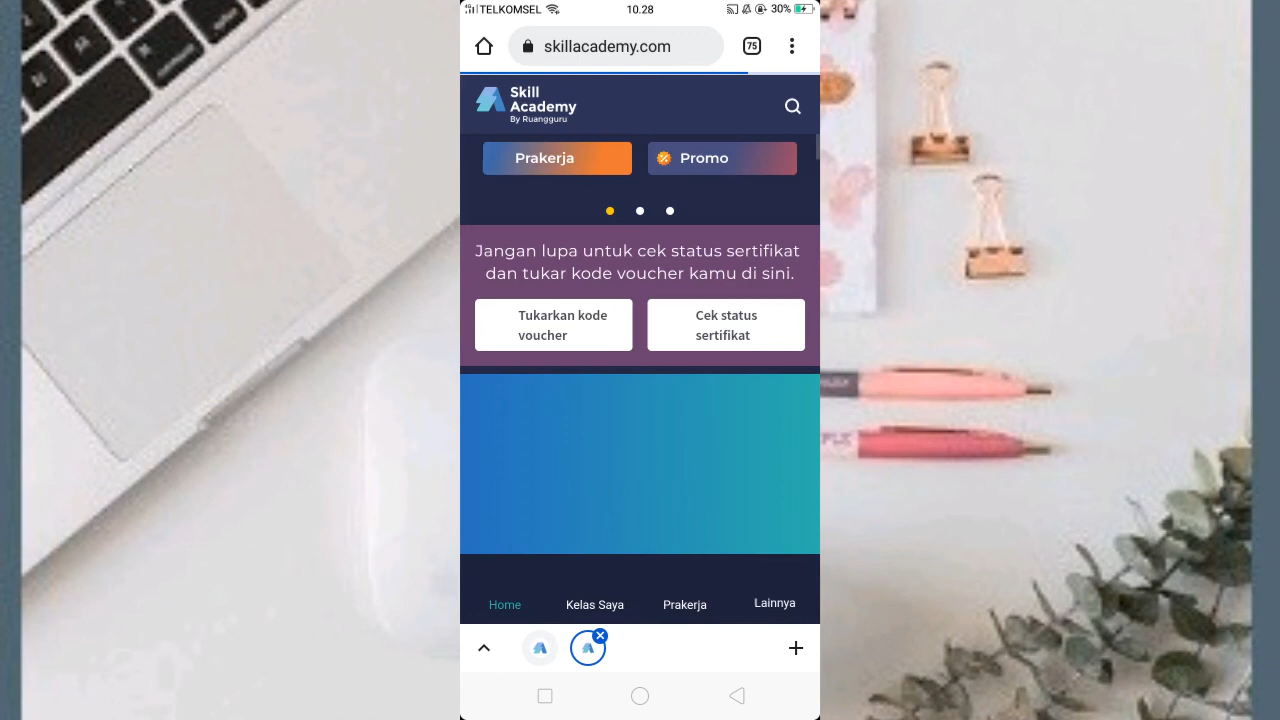 TELKOMSEL 10.28 30%
skillacademy.com 75
Skill
Academy
By Ruangguru
Prakerja Promo
Jangan lupa untuk cek status sertifikat
dan tukar kode voucher kamu di sini.
Tukarkan kode
voucher
Cek status
sertifikat
Home Kelas Saya Prakerja Lainnya